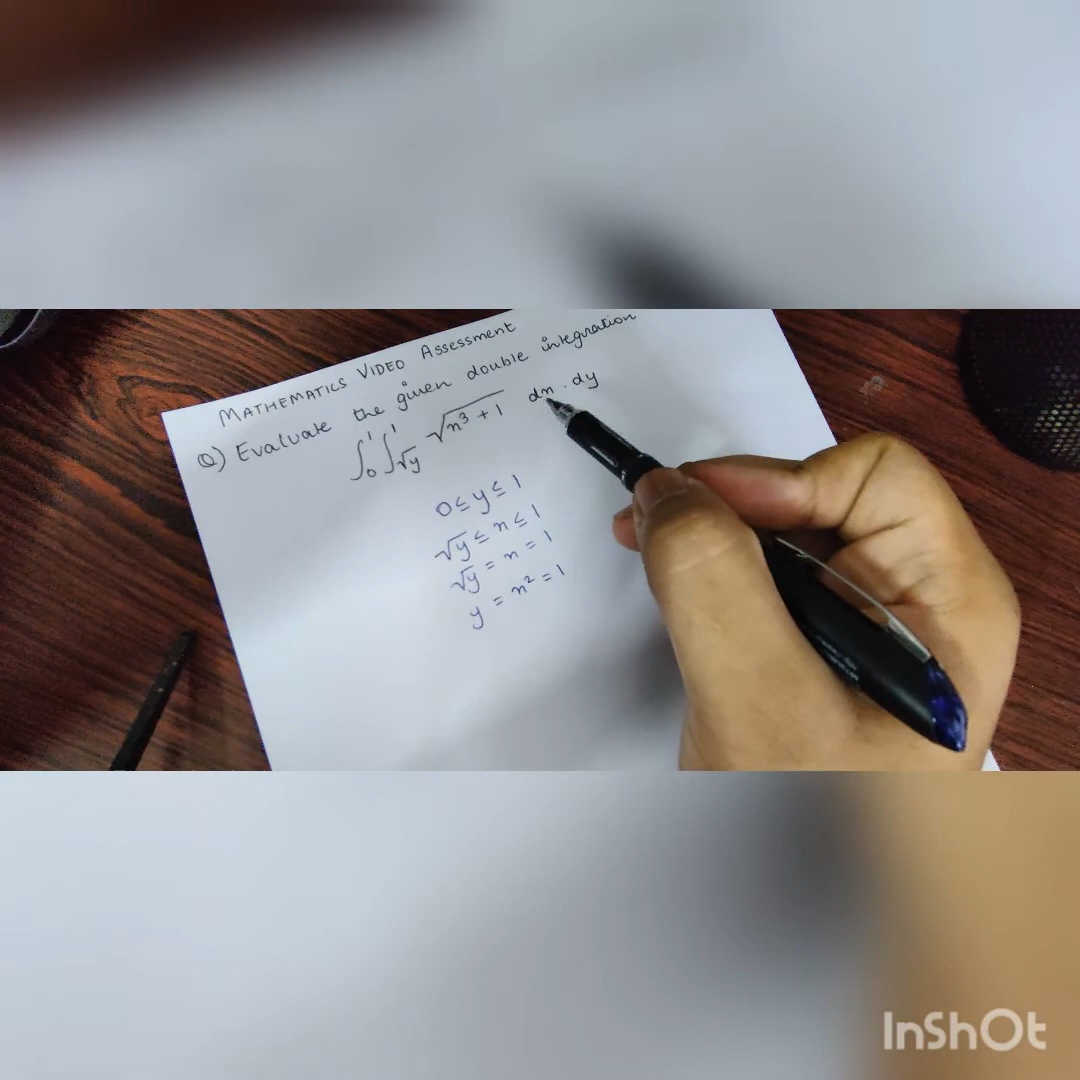 MATHEMATICS VIDEO ASSESSMENT
Q) Evaluate the given double integration
∫₀¹ ∫√y¹ √n³ + 1 dn . dy
0 ≤ y ≤ 1
√y ≤ n ≤ 1
√y = n = 1
y = n² = 1
InShOt